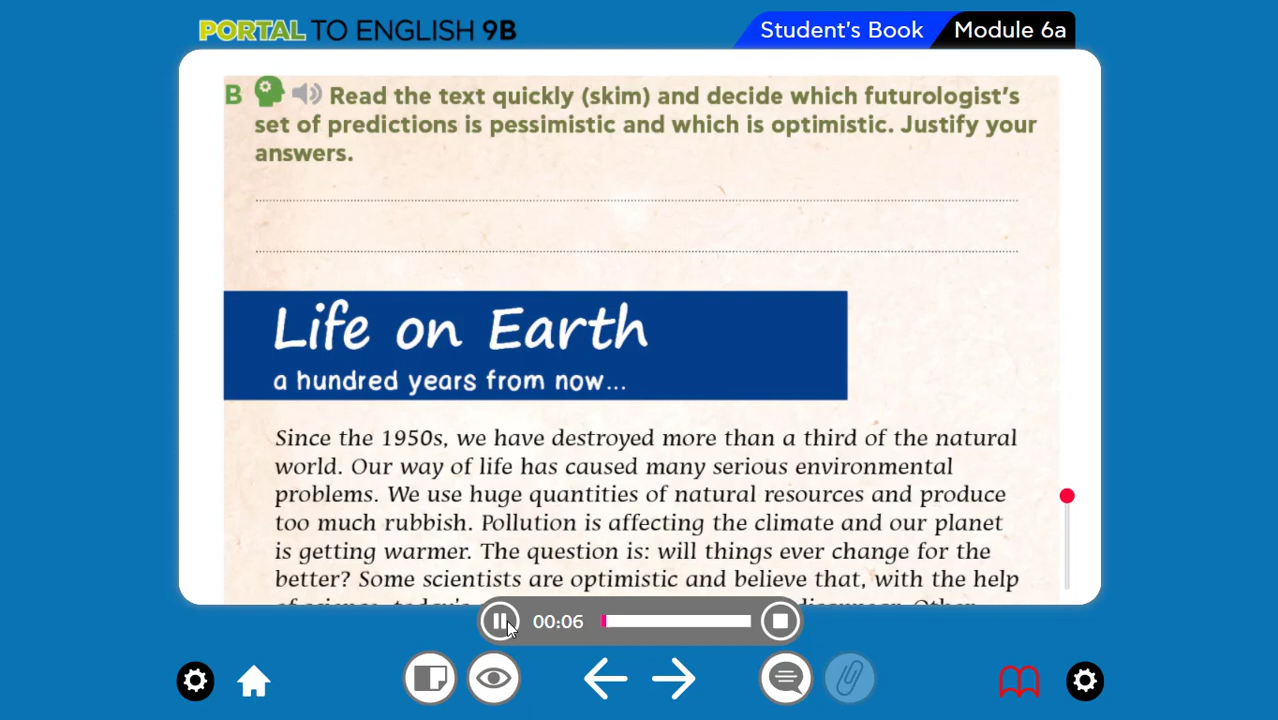 PORTAL TO ENGLISH 9B
Student's Book
Module 6a
B Read the text quickly (skim) and decide which futurologist's
set of predictions is pessimistic and which is optimistic. Justify your
answers.
Life on Earth
a hundred years from now...
Since the 1950s, we have destroyed more than a third of the natural
world. Our way of life has caused many serious environmental
problems. We use huge quantities of natural resources and produce
too much rubbish. Pollution is affecting the climate and our planet
is getting warmer. The question is: will things ever change for the
better? Some scientists are optimistic and believe that, with the help
00:06